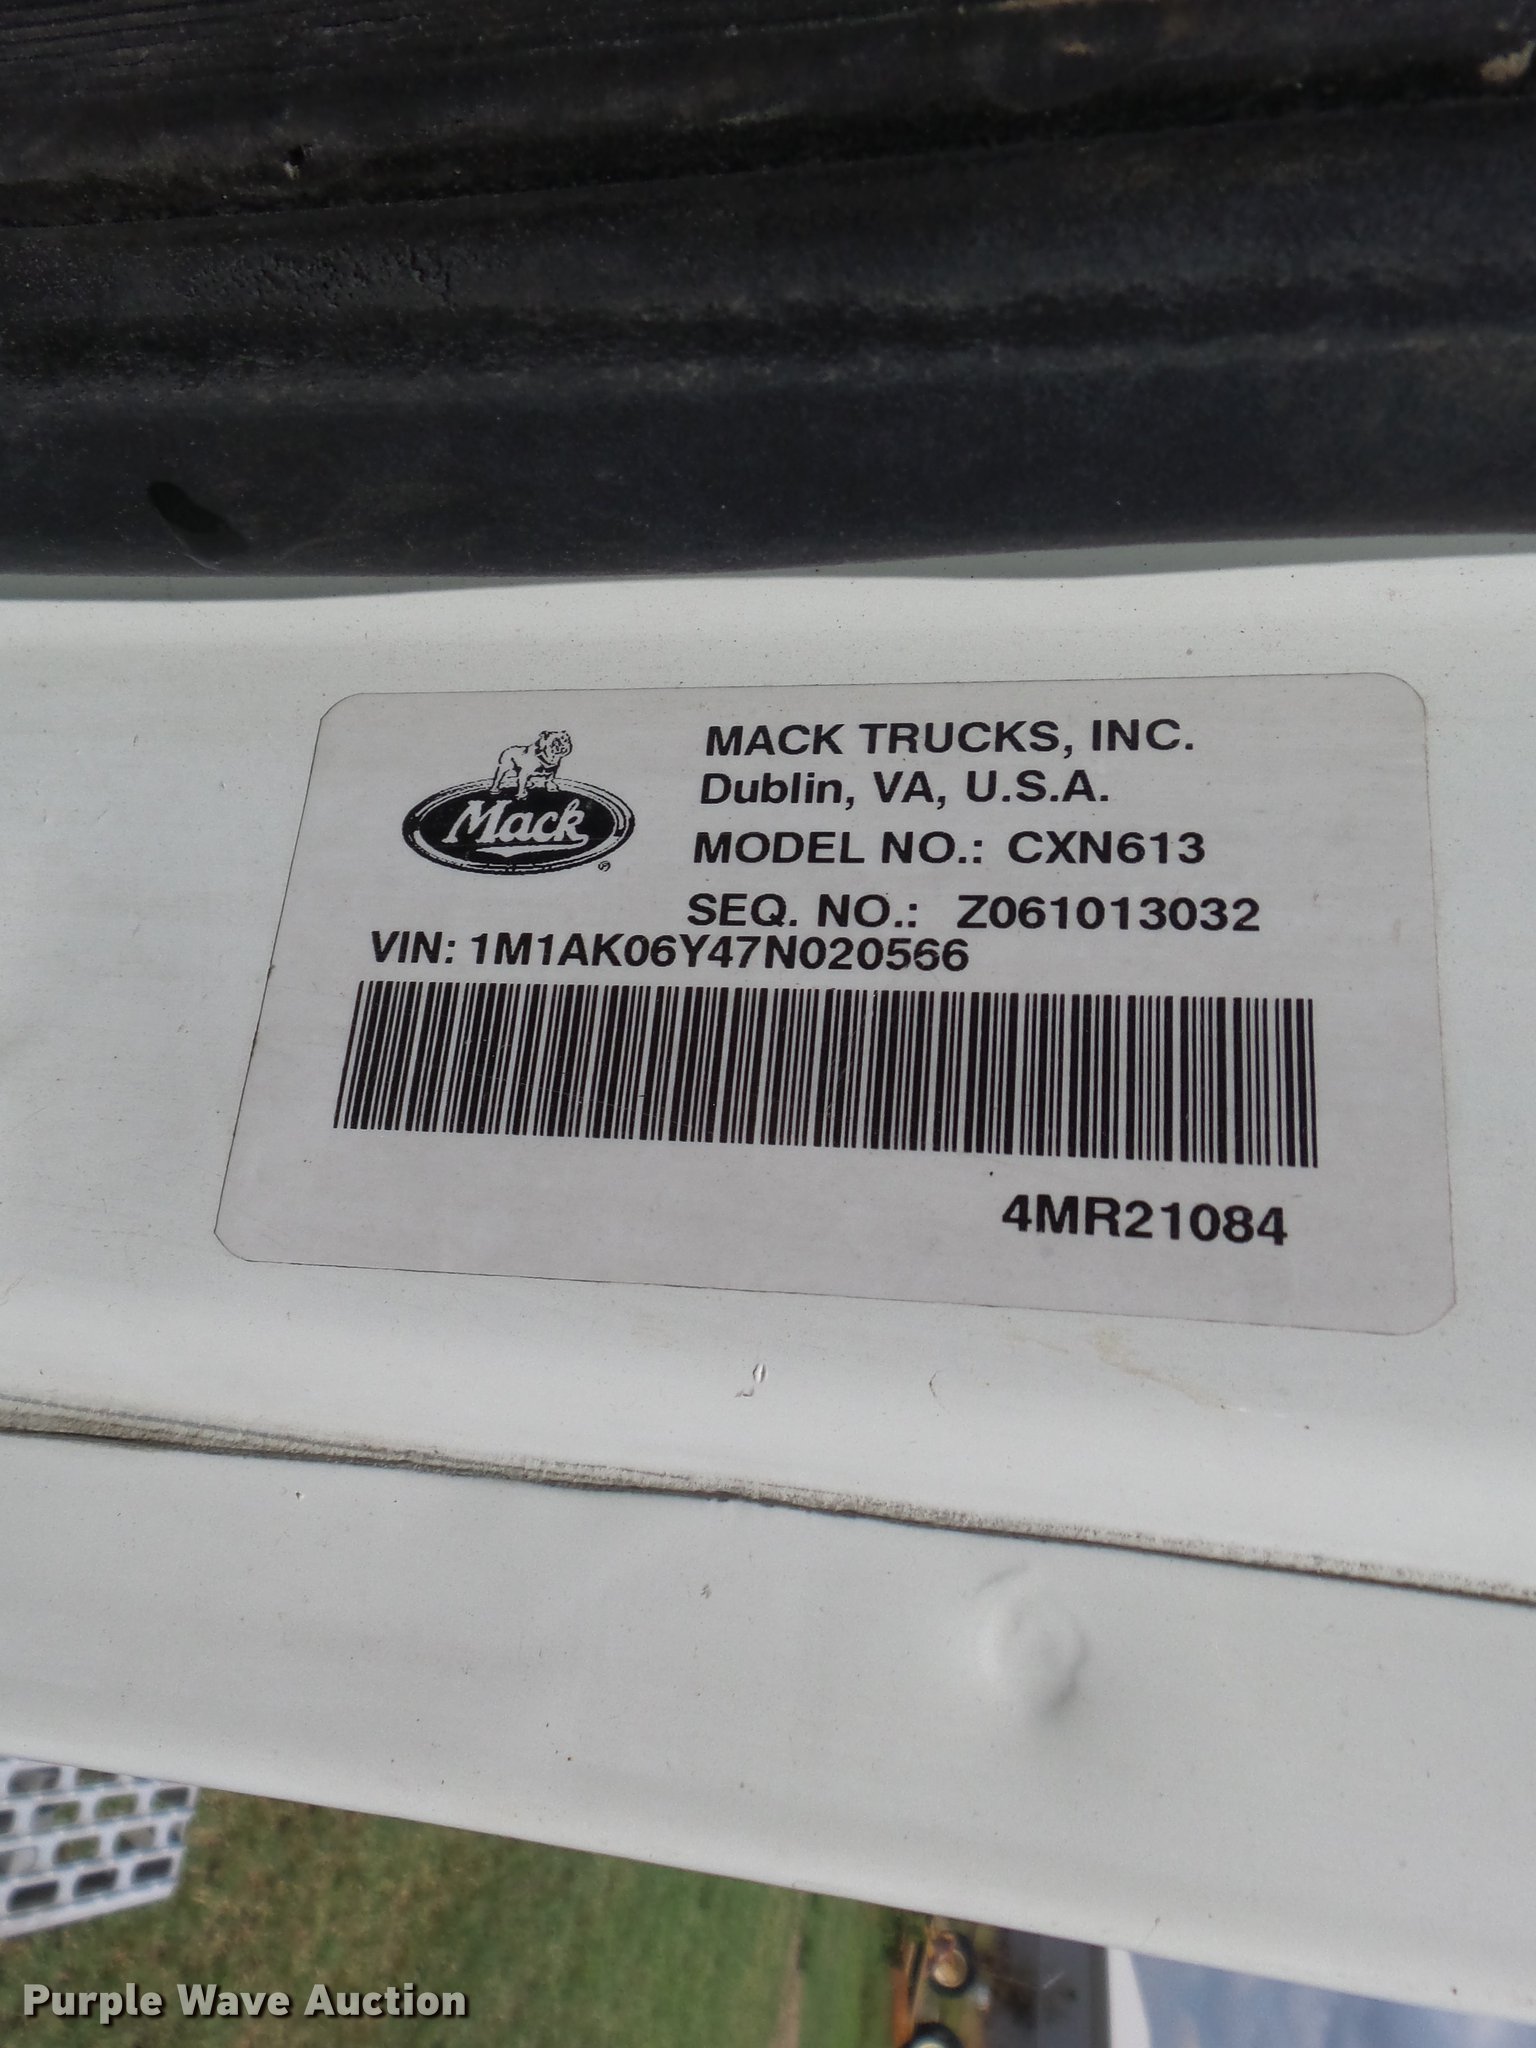 Mack
MACK TRUCKS, INC.
Dublin, VA, U.S.A.
MODEL NO.: CXN613
SEQ. NO.: Z061013032
VIN: 1M1AK06Y47N020566
4MR21084
Purple Wave Auction